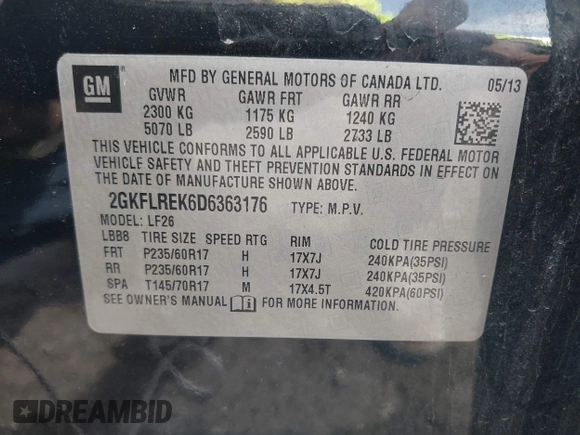 GM
MFD BY GENERAL MOTORS OF CANADA LTD. 05/13
GVWR GAWR FRT GAWR RR
2300 KG 1175 KG 1240 KG
5070 LB 2590 LB 2733 LB
THIS VEHICLE CONFORMS TO ALL APPLICABLE U.S. FEDERAL MOTOR
VEHICLE SAFETY AND THEFT PREVENTION STANDARDS IN EFFECT ON
THE DATE OF MANUFACTURE SHOWN ABOVE.
2GKFLREK6D6363176 TYPE: M.P.V.
MODEL: LF26
LBB8 TIRE SIZE SPEED RTG RIM COLD TIRE PRESSURE
FRT P235/60R17 H 17X7J 240KPA(35PSI)
RR P235/60R17 H 17X7J 240KPA(35PSI)
SPA T145/70R17 M 17X4.5T 420KPA(60PSI)
SEE OWNER'S MANUAL FOR MORE INFORMATION.
DREAMBID